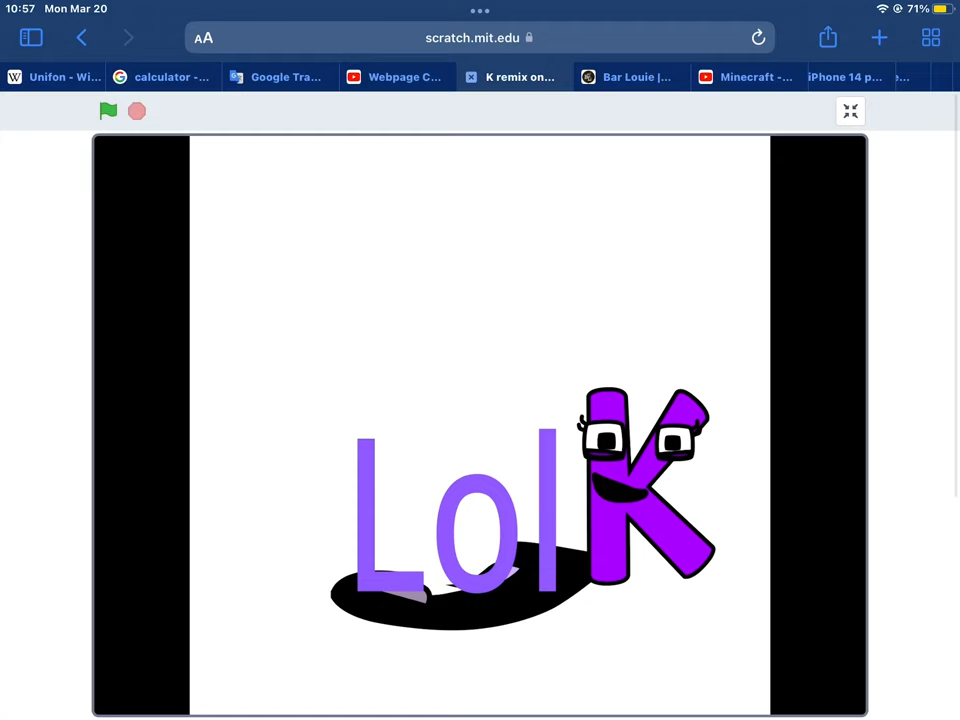 10:57 Mon Mar 20
71%
AA scratch.mit.edu
Unifon - Wi... calculator -... Google Tra... Webpage C... K remix on... Bar Louie |... Minecraft -... iPhone 14 p... e...
Lol K